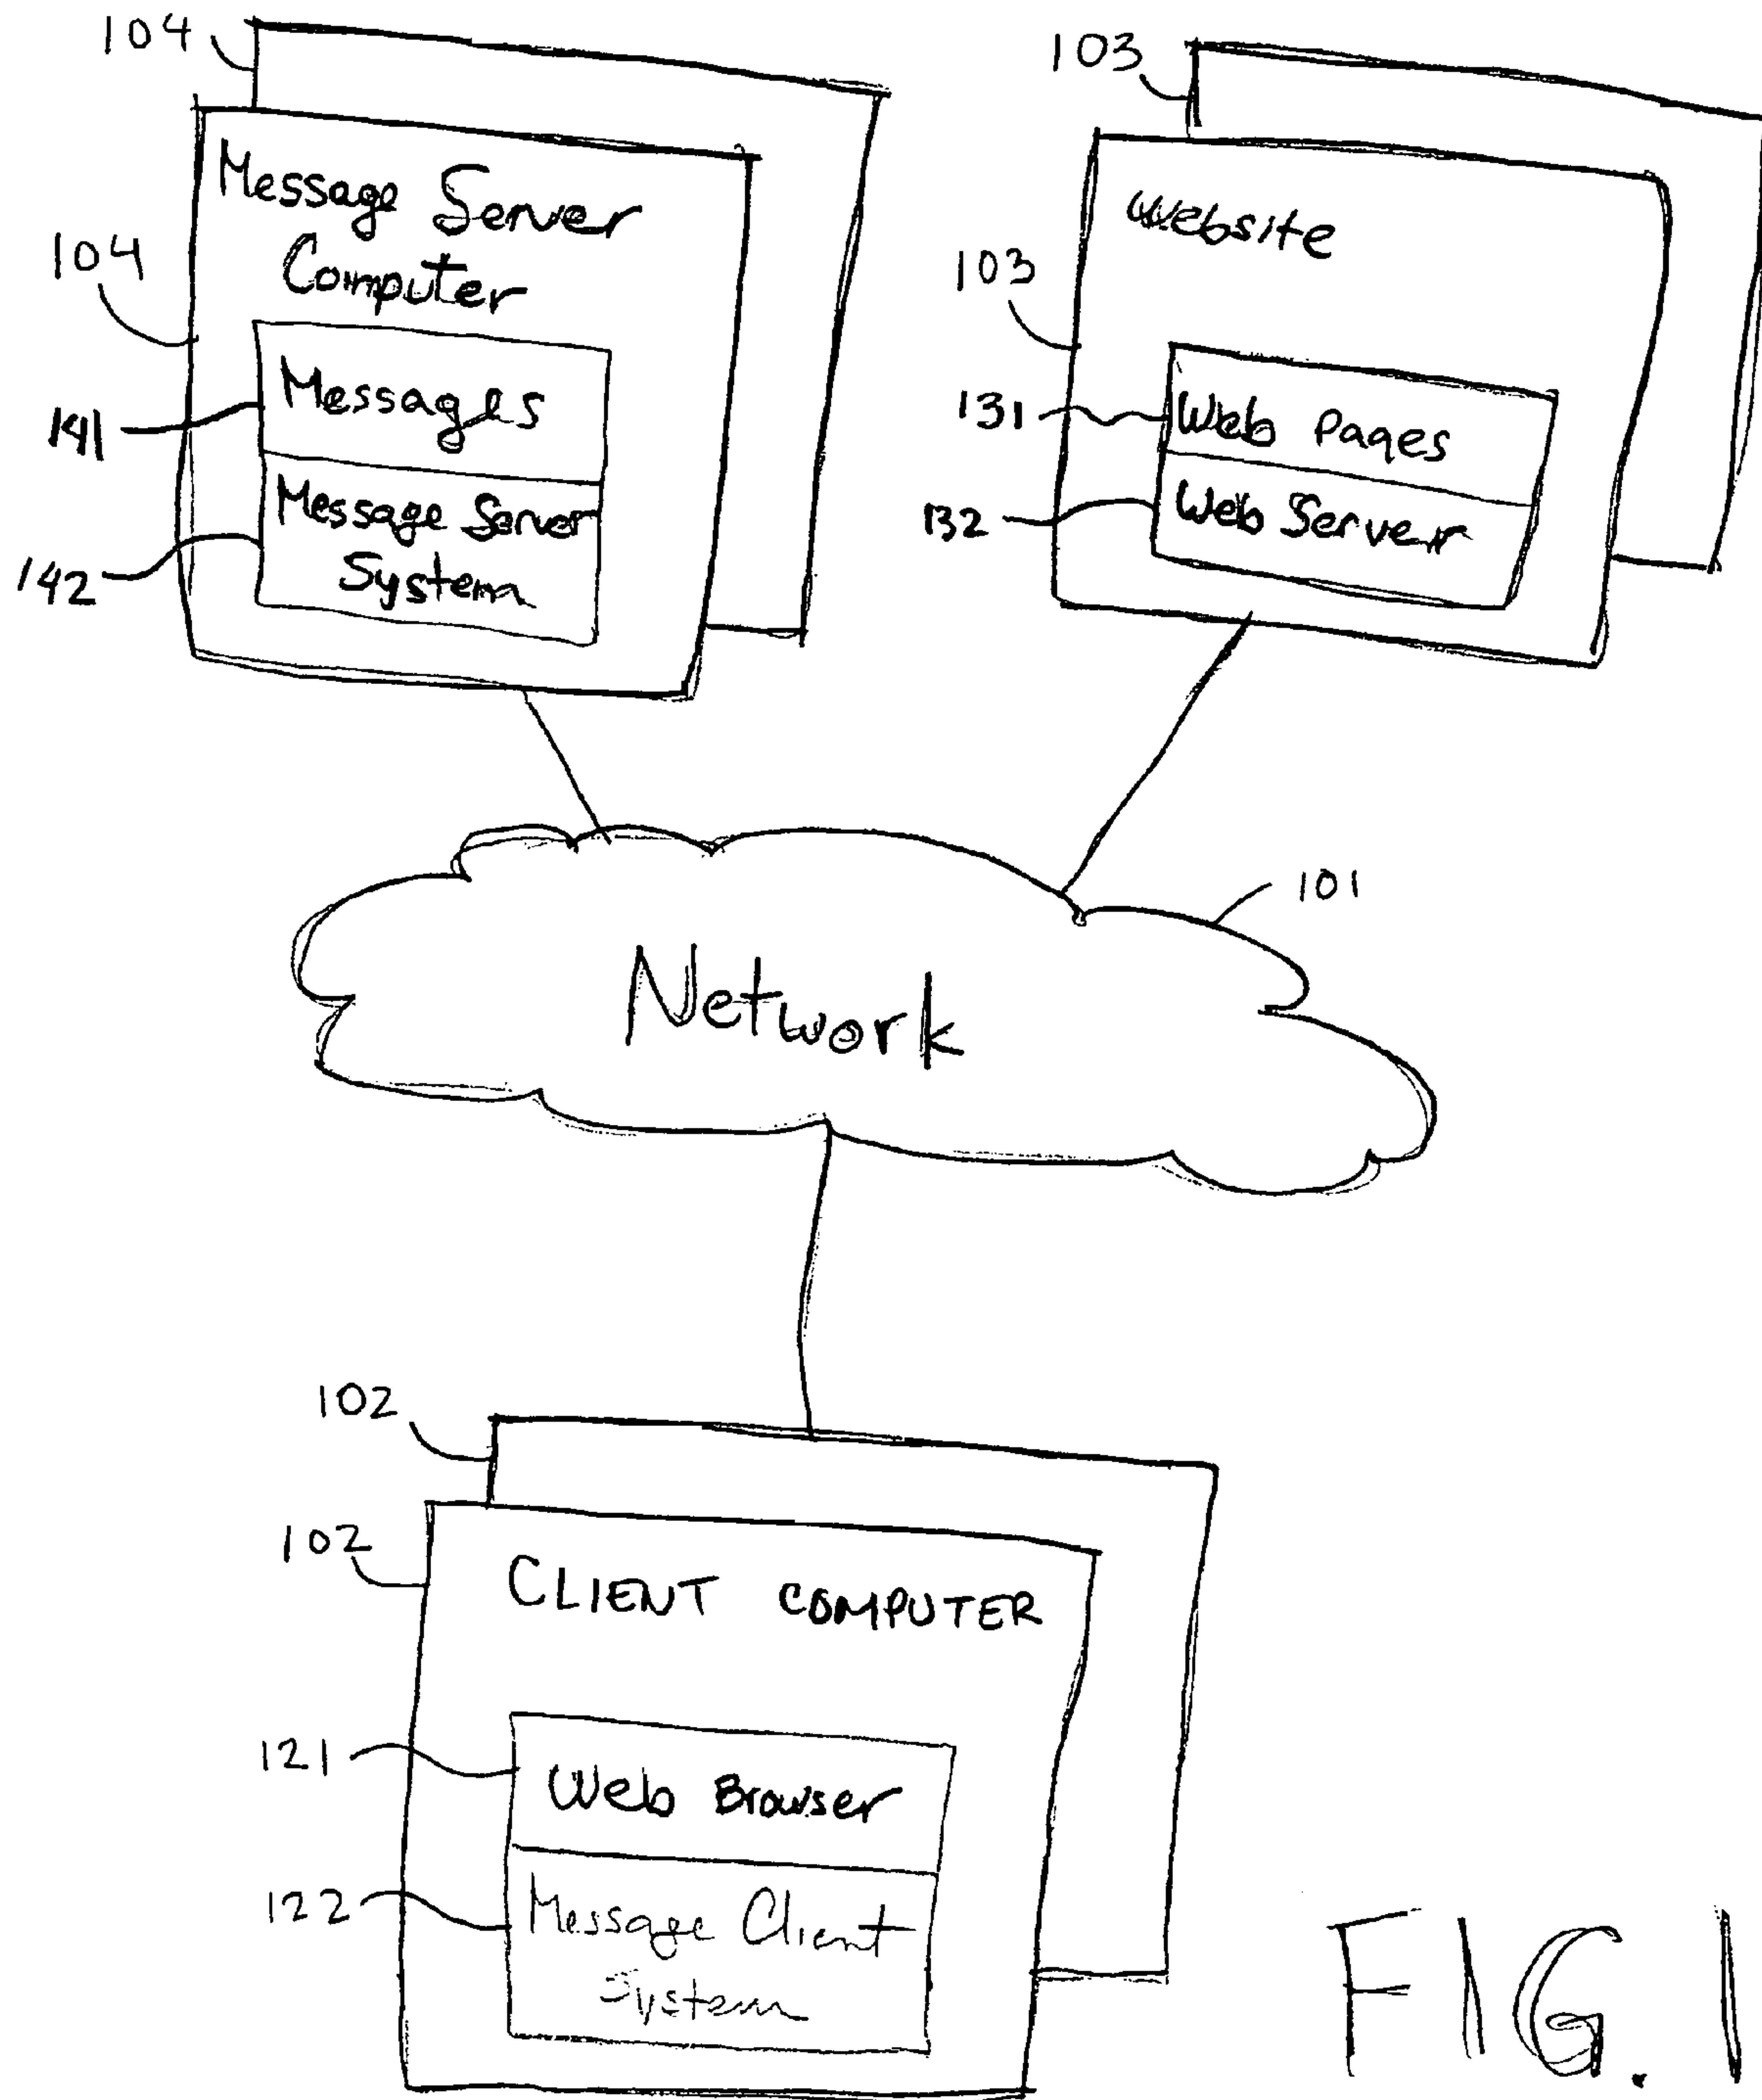 104
Message Server
Computer
104
Messages
141
Message Server
System
142
103
Website
103
131
Web Pages
132
Web Server
101
Network
102
102
CLIENT COMPUTER
121
Web Browser
122
Message Client
System
FIG. 1